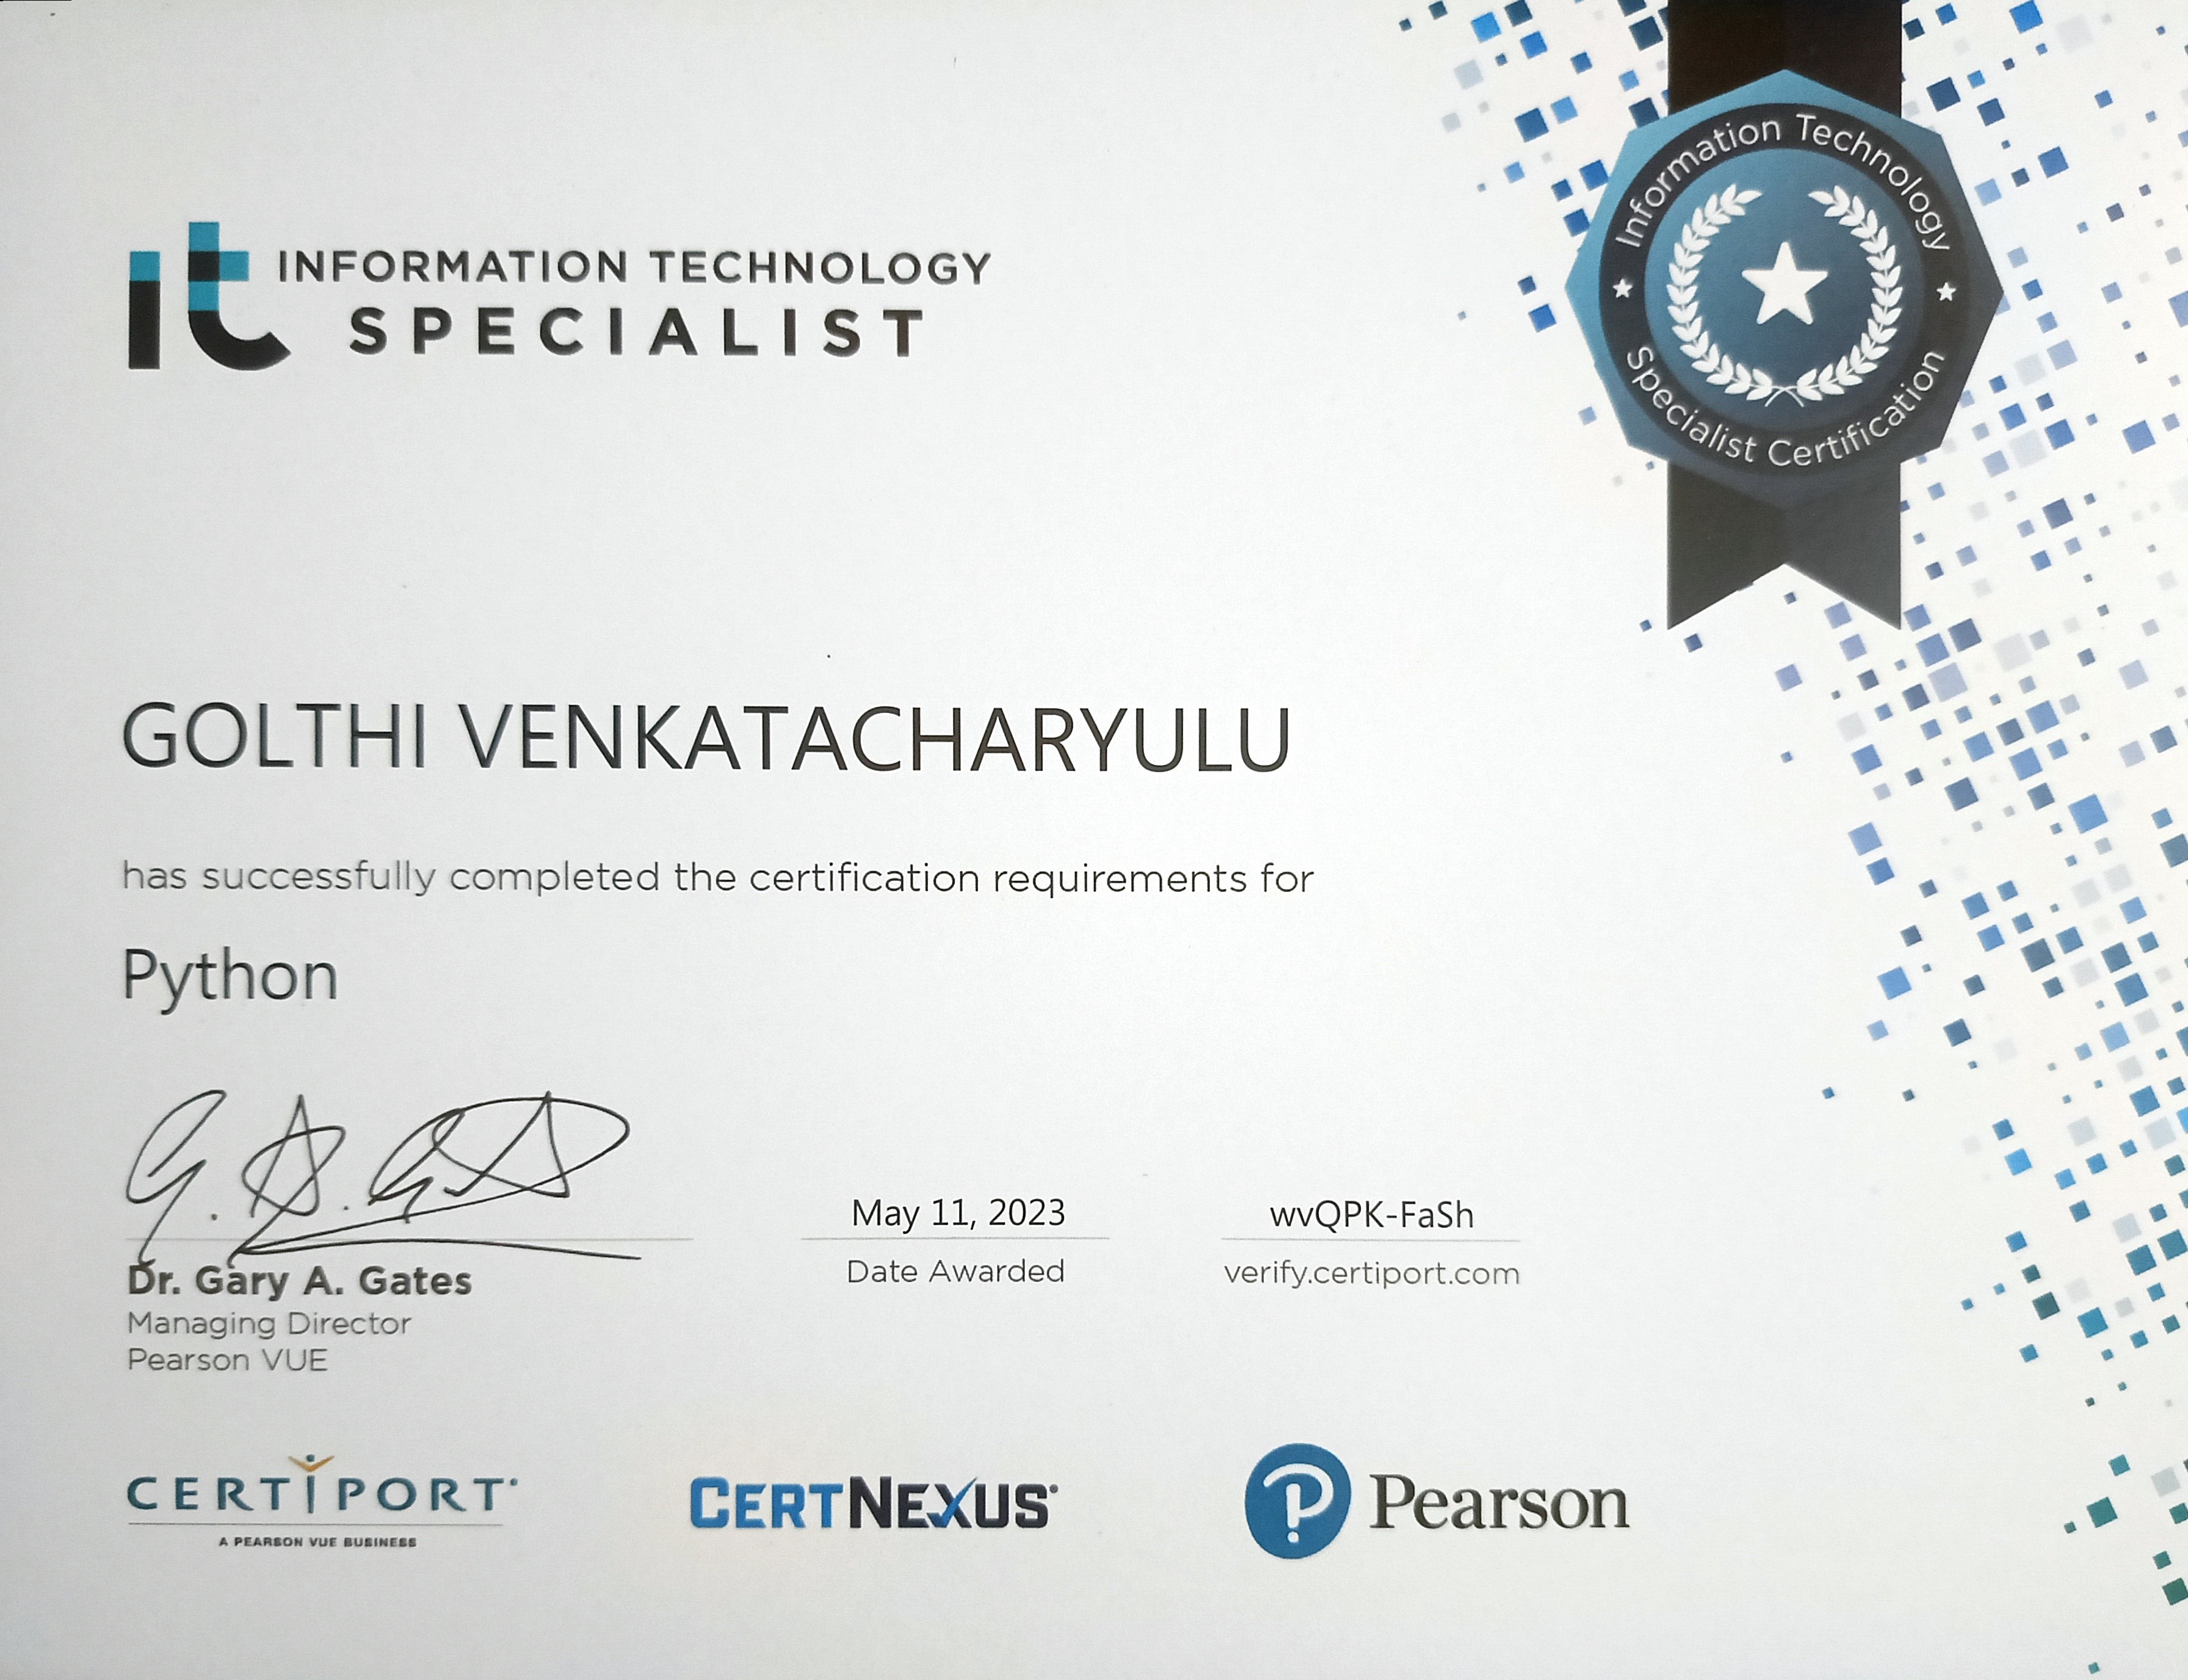 it INFORMATION TECHNOLOGY
SPECIALIST
Information Technology
Specialist Certification
GOLTHI VENKATACHARYULU
has successfully completed the certification requirements for
Python
G. A. Gates
May 11, 2023
wvQPK-FaSh
Dr. Gary A. Gates
Date Awarded
verify.certiport.com
Managing Director
Pearson VUE
CERTIPORT
A PEARSON VUE BUSINESS
CERTNEXUS
P Pearson